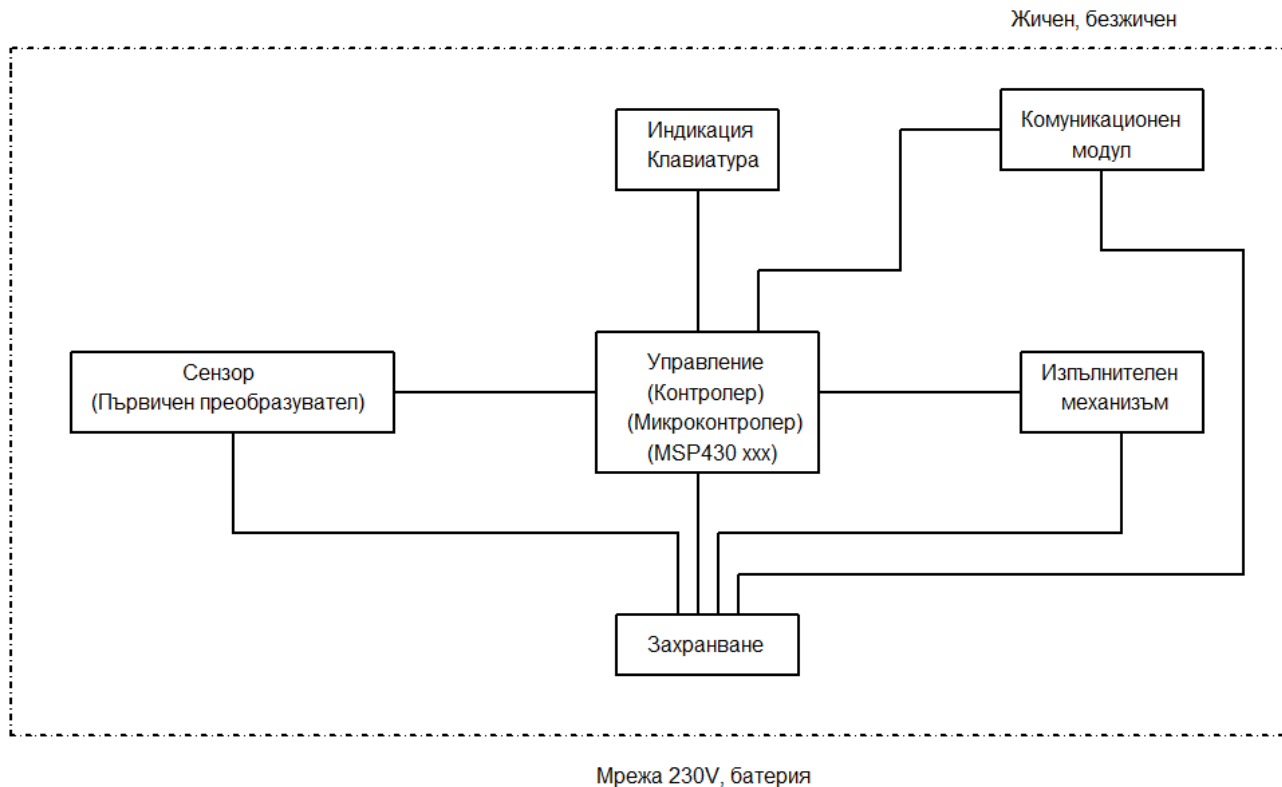 Жичен, безжичен
Индикация
Клавиатура
Комуникационен
модул
Сензор
(Първичен преобразувател)
Управление
(Контролер)
(Микроконтролер)
(MSP430 xxx)
Изпълнителен
механизъм
Захранване
Мрежа 230V, батерия